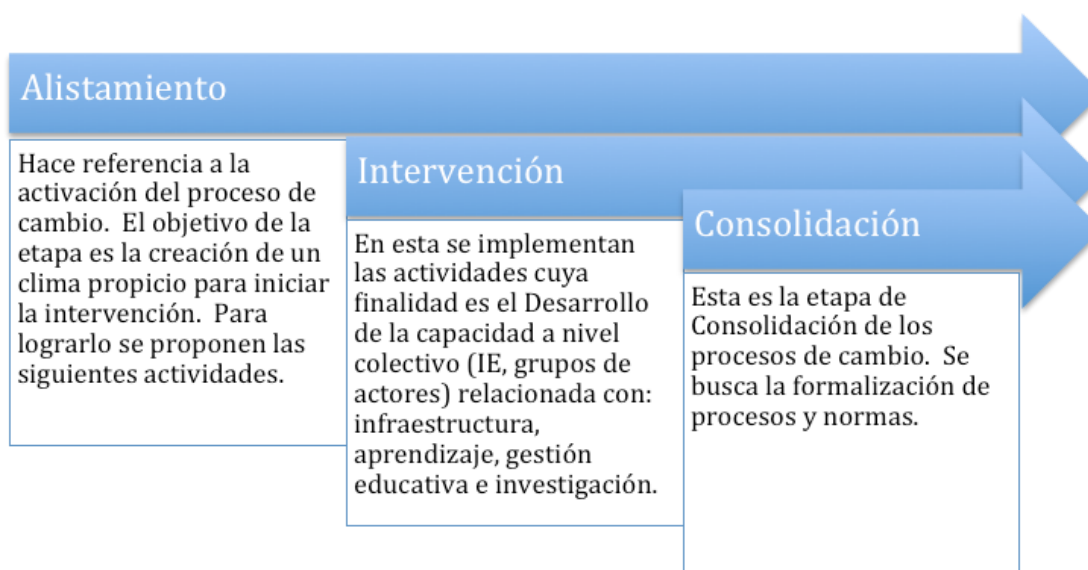 Alistamiento
Hace referencia a la
activación del proceso de
cambio.  El objetivo de la
etapa es la creación de un
clima propicio para iniciar
la intervención.  Para
lograrlo se proponen las
siguientes actividades.
Intervención
En esta se implementan
las actividades cuya
finalidad es el Desarrollo
de la capacidad a nivel
colectivo (IE, grupos de
actores) relacionada con:
infraestructura,
aprendizaje, gestión
educativa e investigación.
Consolidación
Esta es la etapa de
Consolidación de los
procesos de cambio.  Se
busca la formalización de
procesos y normas.